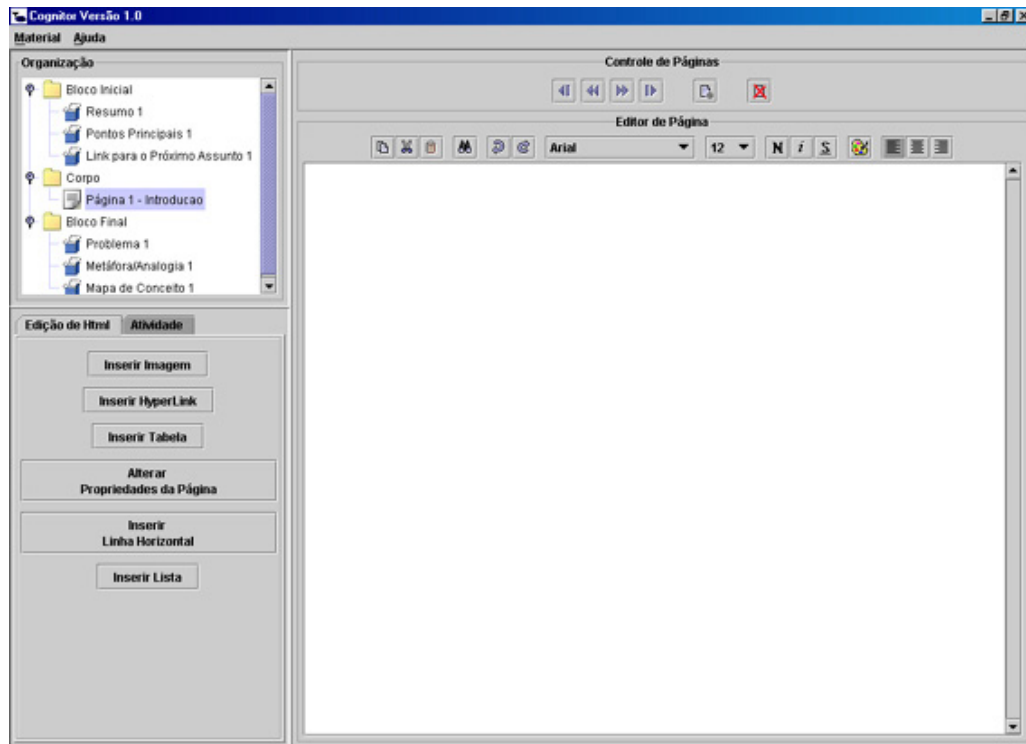 Cognitor Versão 1.0
Material Ajuda
Organização
Bloco Inicial
Resumo 1
Pontos Principais 1
Link para o Próximo Assunto 1
Corpo
Página 1 - Introducao
Bloco Final
Problema 1
Metáfora/Analogia 1
Mapa de Conceito 1
Edição de Html Atividade
Inserir Imagem
Inserir HyperLink
Inserir Tabela
Alterar
Propriedades da Página
Inserir
Linha Horizontal
Inserir Lista
Controle de Páginas
Editor de Página
Arial 12 N i S